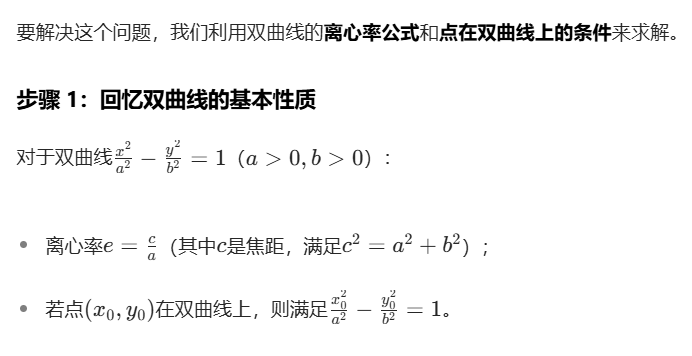 要解决这个问题，我们利用双曲线的离心率公式和点在双曲线上的条件来求解。
步骤 1：回忆双曲线的基本性质
对于双曲线$\frac{x^2}{a^2} - \frac{y^2}{b^2} = 1$（$a > 0, b > 0$）：
• 离心率$e = \frac{c}{a}$（其中$c$是焦距，满足$c^2 = a^2 + b^2$）；
• 若点$(x_0, y_0)$在双曲线上，则满足$\frac{x_0^2}{a^2} - \frac{y_0^2}{b^2} = 1$。